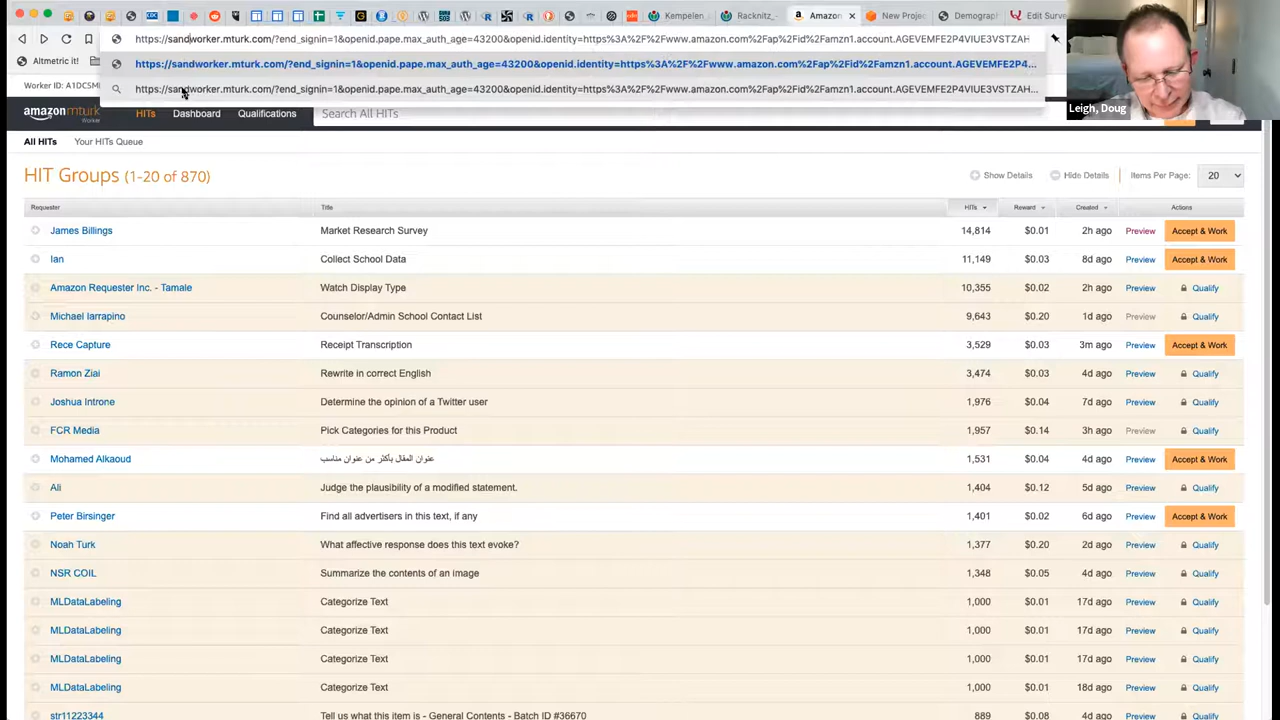 Kempelen
Racknitz_
Amazon
New Proj
Demograph
Edit Surve
https://sandworker.mturk.com/?end_signin=1&openid.pape.max_auth_age=43200&openid.identity=https%3A%2F%2Fwww.amazon.com%2Fap%2Fid%2Famzn1.account.AGEVEMFE2P4VIUE3VSTZAH
Altmetric it!
https://sandworker.mturk.com/?end_signin=1&openid.pape.max_auth_age=43200&openid.identity=https%3A%2F%2Fwww.amazon.com%2Fap%2Fid%2Famzn1.account.AGEVEMFE2P4...
Worker ID: A1DC5MI
https://sandworker.mturk.com/?end_signin=1&openid.pape.max_auth_age=43200&openid.identity=https%3A%2F%2Fwww.amazon.com%2Fap%2Fid%2Famzn1.account.AGEVEMFE2P4VIUE3VSTZAH...
Leigh, Doug
amazon mturk Worker HITs Dashboard Qualifications Search All HITs
All HITs Your HITs Queue
HIT Groups (1-20 of 870) Show Details Hide Details Items Per Page: 20
Requester Title HITs Reward Created Actions
James Billings Market Research Survey 14,814 $0.01 2h ago Preview Accept & Work
Ian Collect School Data 11,149 $0.03 8d ago Preview Accept & Work
Amazon Requester Inc. - Tamale Watch Display Type 10,355 $0.02 2h ago Preview Qualify
Michael Iarrapino Counselor/Admin School Contact List 9,643 $0.20 1d ago Preview Qualify
Rece Capture Receipt Transcription 3,529 $0.03 3m ago Preview Accept & Work
Ramon Ziai Rewrite in correct English 3,474 $0.03 4d ago Preview Qualify
Joshua Introne Determine the opinion of a Twitter user 1,976 $0.04 7d ago Preview Qualify
FCR Media Pick Categories for this Product 1,957 $0.14 3h ago Preview Qualify
Mohamed Alkaoud عنوان المقال بأكثر من عنوان مناسب 1,531 $0.04 4d ago Preview Accept & Work
Ali Judge the plausibility of a modified statement. 1,404 $0.12 5d ago Preview Qualify
Peter Birsinger Find all advertisers in this text, if any 1,401 $0.02 6d ago Preview Accept & Work
Noah Turk What affective response does this text evoke? 1,377 $0.20 2d ago Preview Qualify
NSR COIL Summarize the contents of an image 1,348 $0.05 4d ago Preview Qualify
MLDataLabeling Categorize Text 1,000 $0.01 17d ago Preview Qualify
MLDataLabeling Categorize Text 1,000 $0.01 17d ago Preview Qualify
MLDataLabeling Categorize Text 1,000 $0.01 17d ago Preview Qualify
MLDataLabeling Categorize Text 1,000 $0.01 18d ago Preview Qualify
str11223344 Tell us what this item is - General Contents - Batch ID #36670 889 $0.08 4d ago Preview Qualify